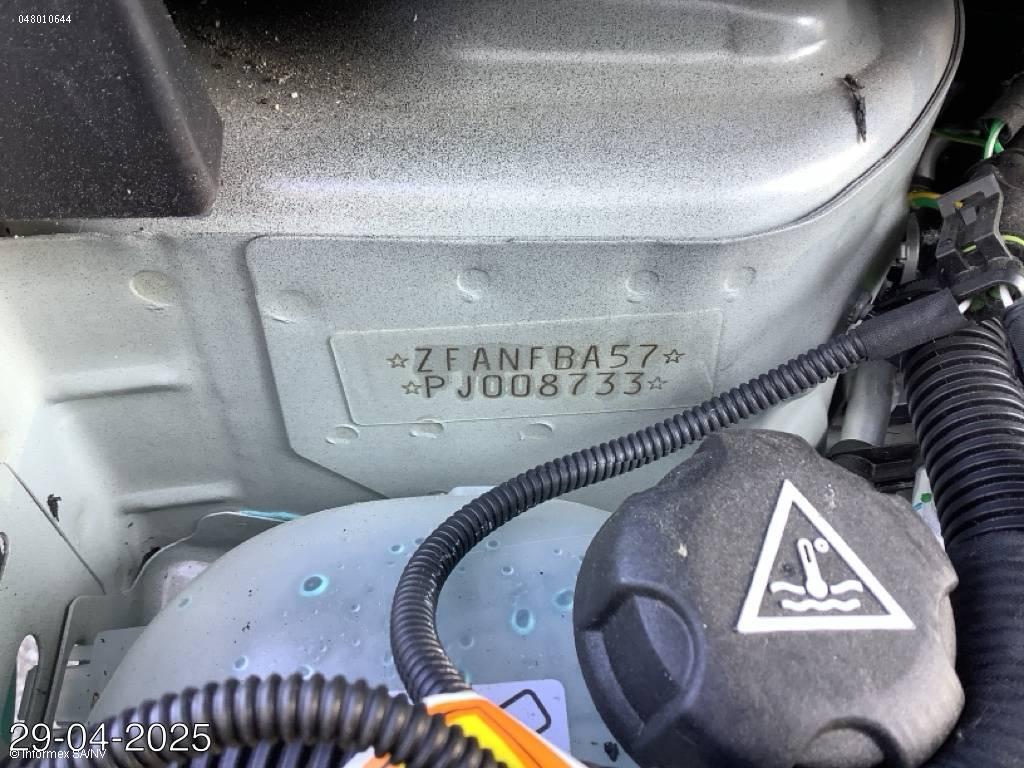 048010644
☆ZFANFBA57☆
☆PJ008733☆
29-04-2025
© Informex SA/NV